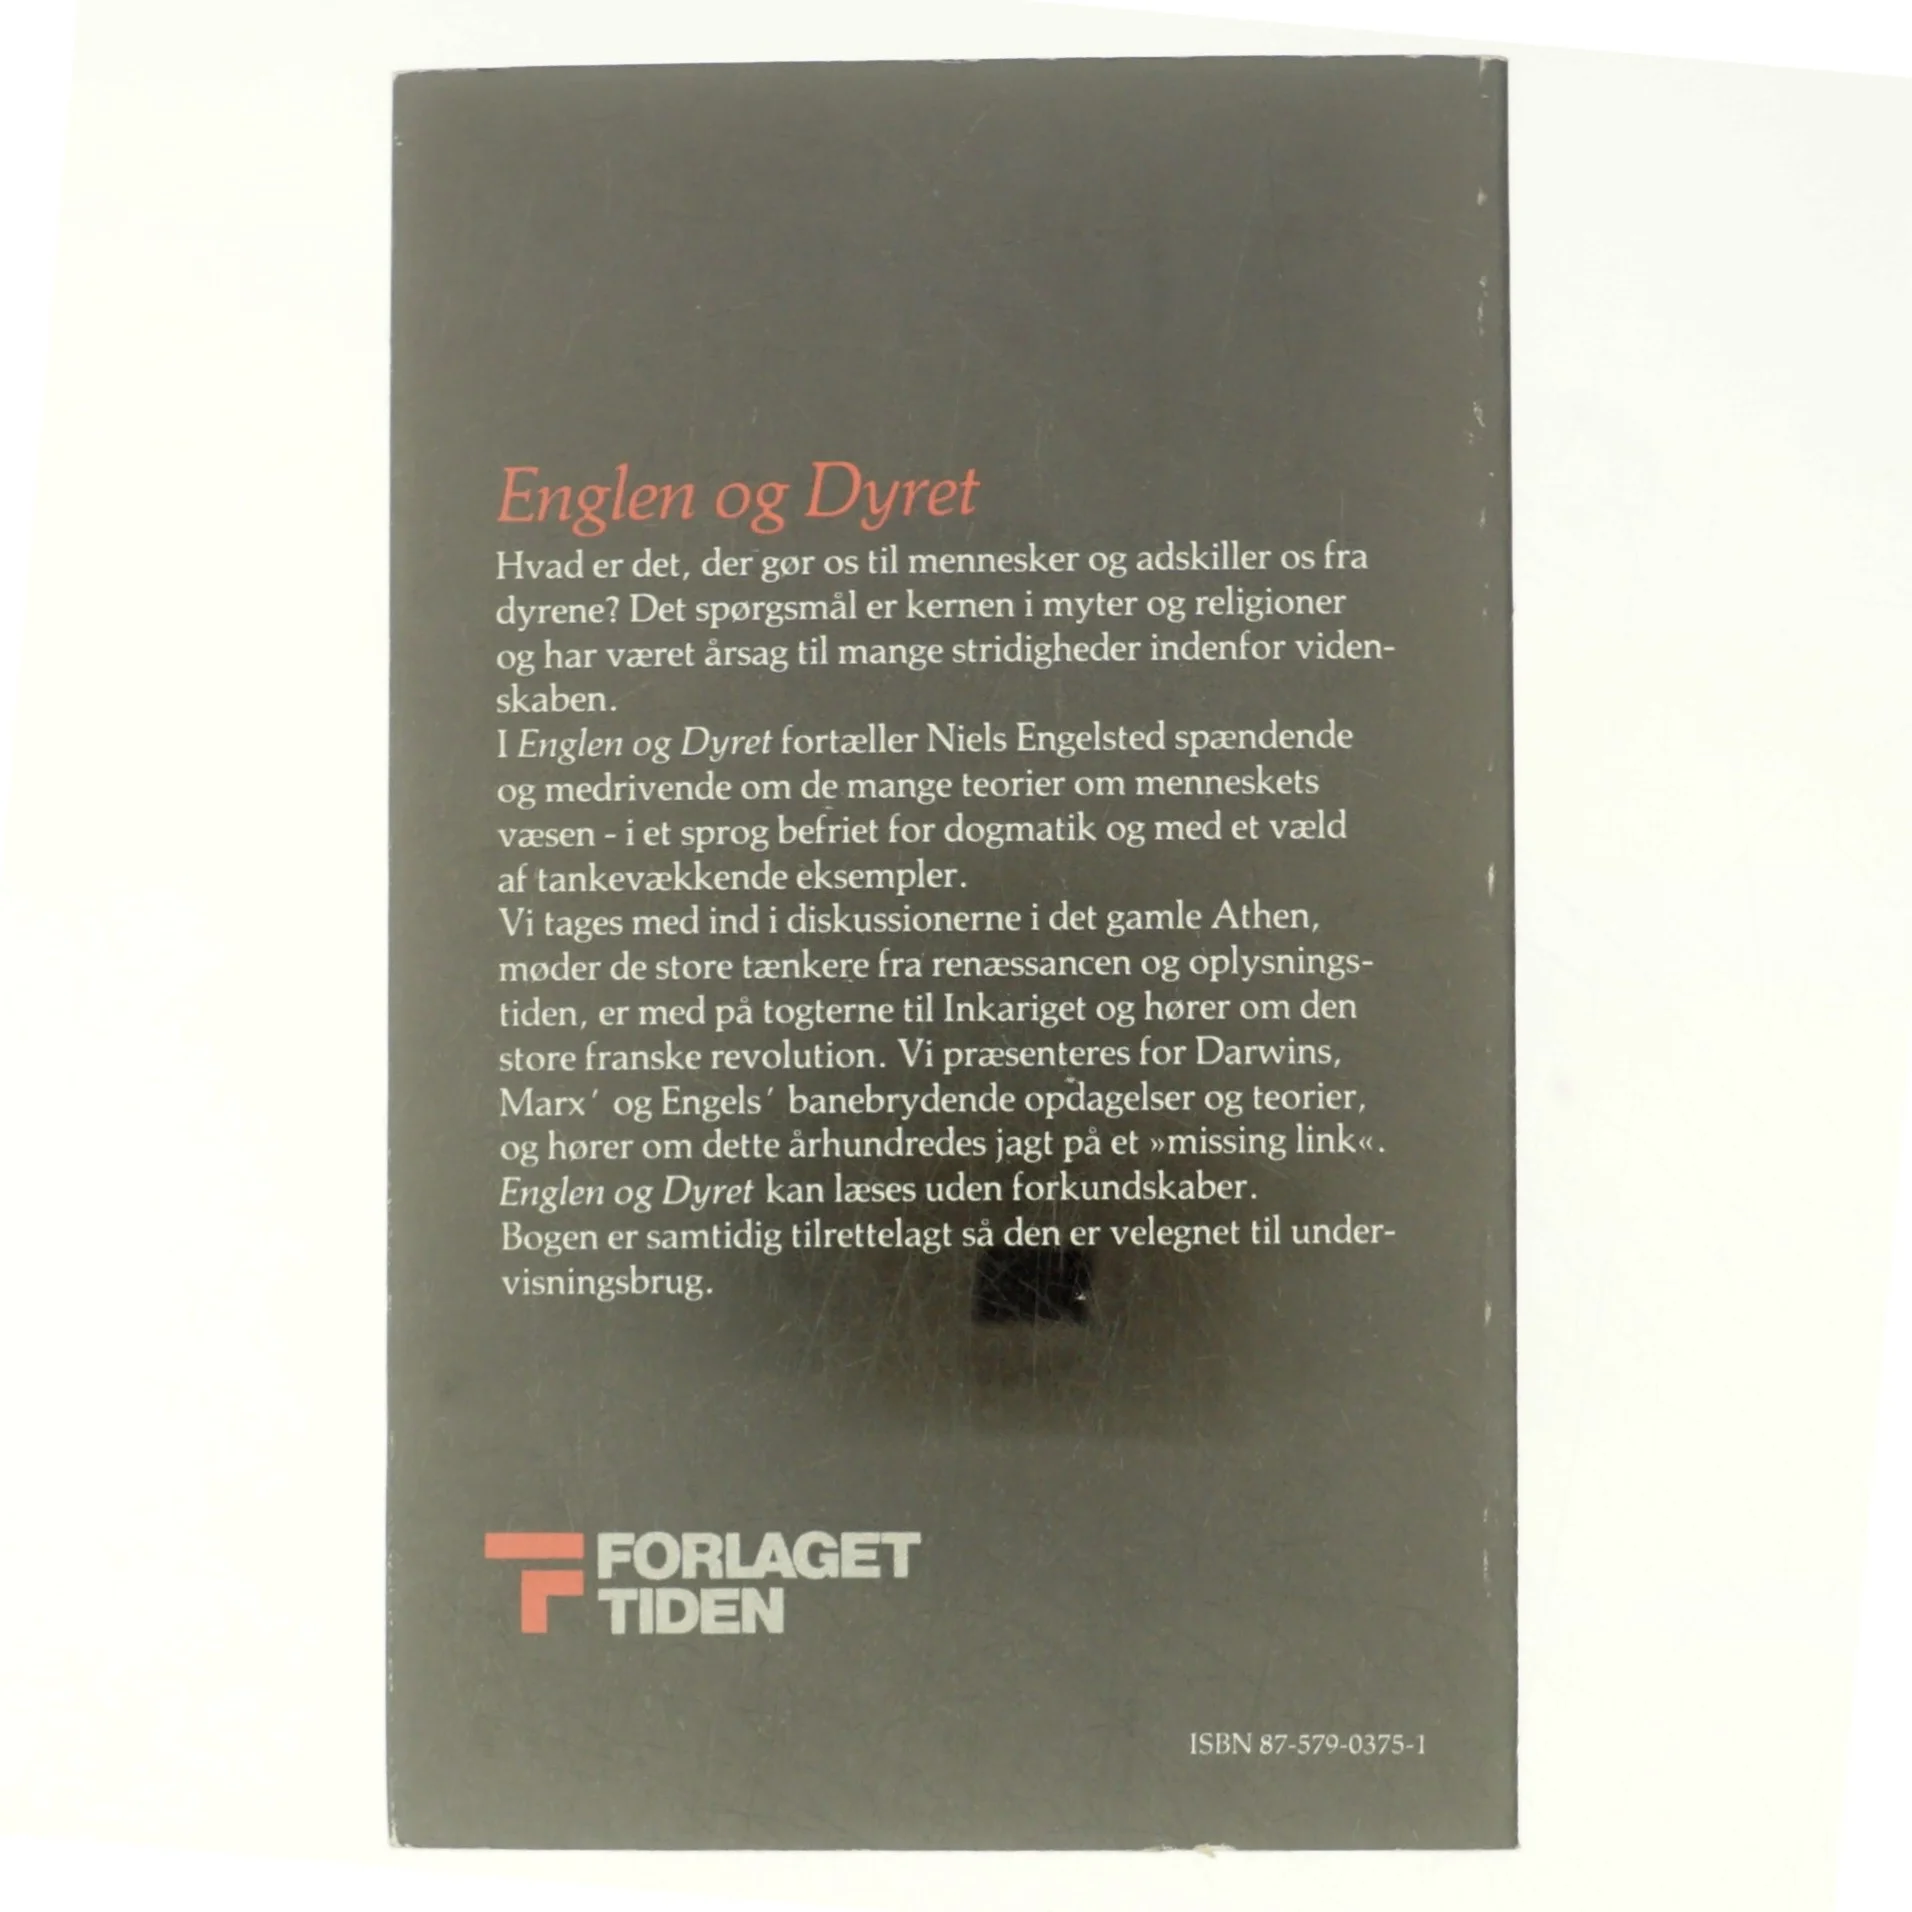 Englen og Dyret
Hvad er det, der gør os til mennesker og adskiller os fra
dyrene? Det spørgsmål er kernen i myter og religioner
og har været årsag til mange stridigheder indenfor viden-
skaben.
I Englen og Dyret fortæller Niels Engelsted spændende
og medrivende om de mange teorier om menneskets
væsen - i et sprog befriet for dogmatik og med et væld
af tankevækkende eksempler.
Vi tages med ind i diskussionerne i det gamle Athen,
møder de store tænkere fra renæssancen og oplysnings-
tiden, er med på togterne til Inkariget og hører om den
store franske revolution. Vi præsenteres for Darwins,
Marx' og Engels' banebrydende opdagelser og teorier,
og hører om dette århundredes jagt på et »missing link«.
Englen og Dyret kan læses uden forkundskaber.
Bogen er samtidig tilrettelagt så den er velegnet til under-
visningsbrug.
FORLAGET
TIDEN
ISBN 87-579-0375-1